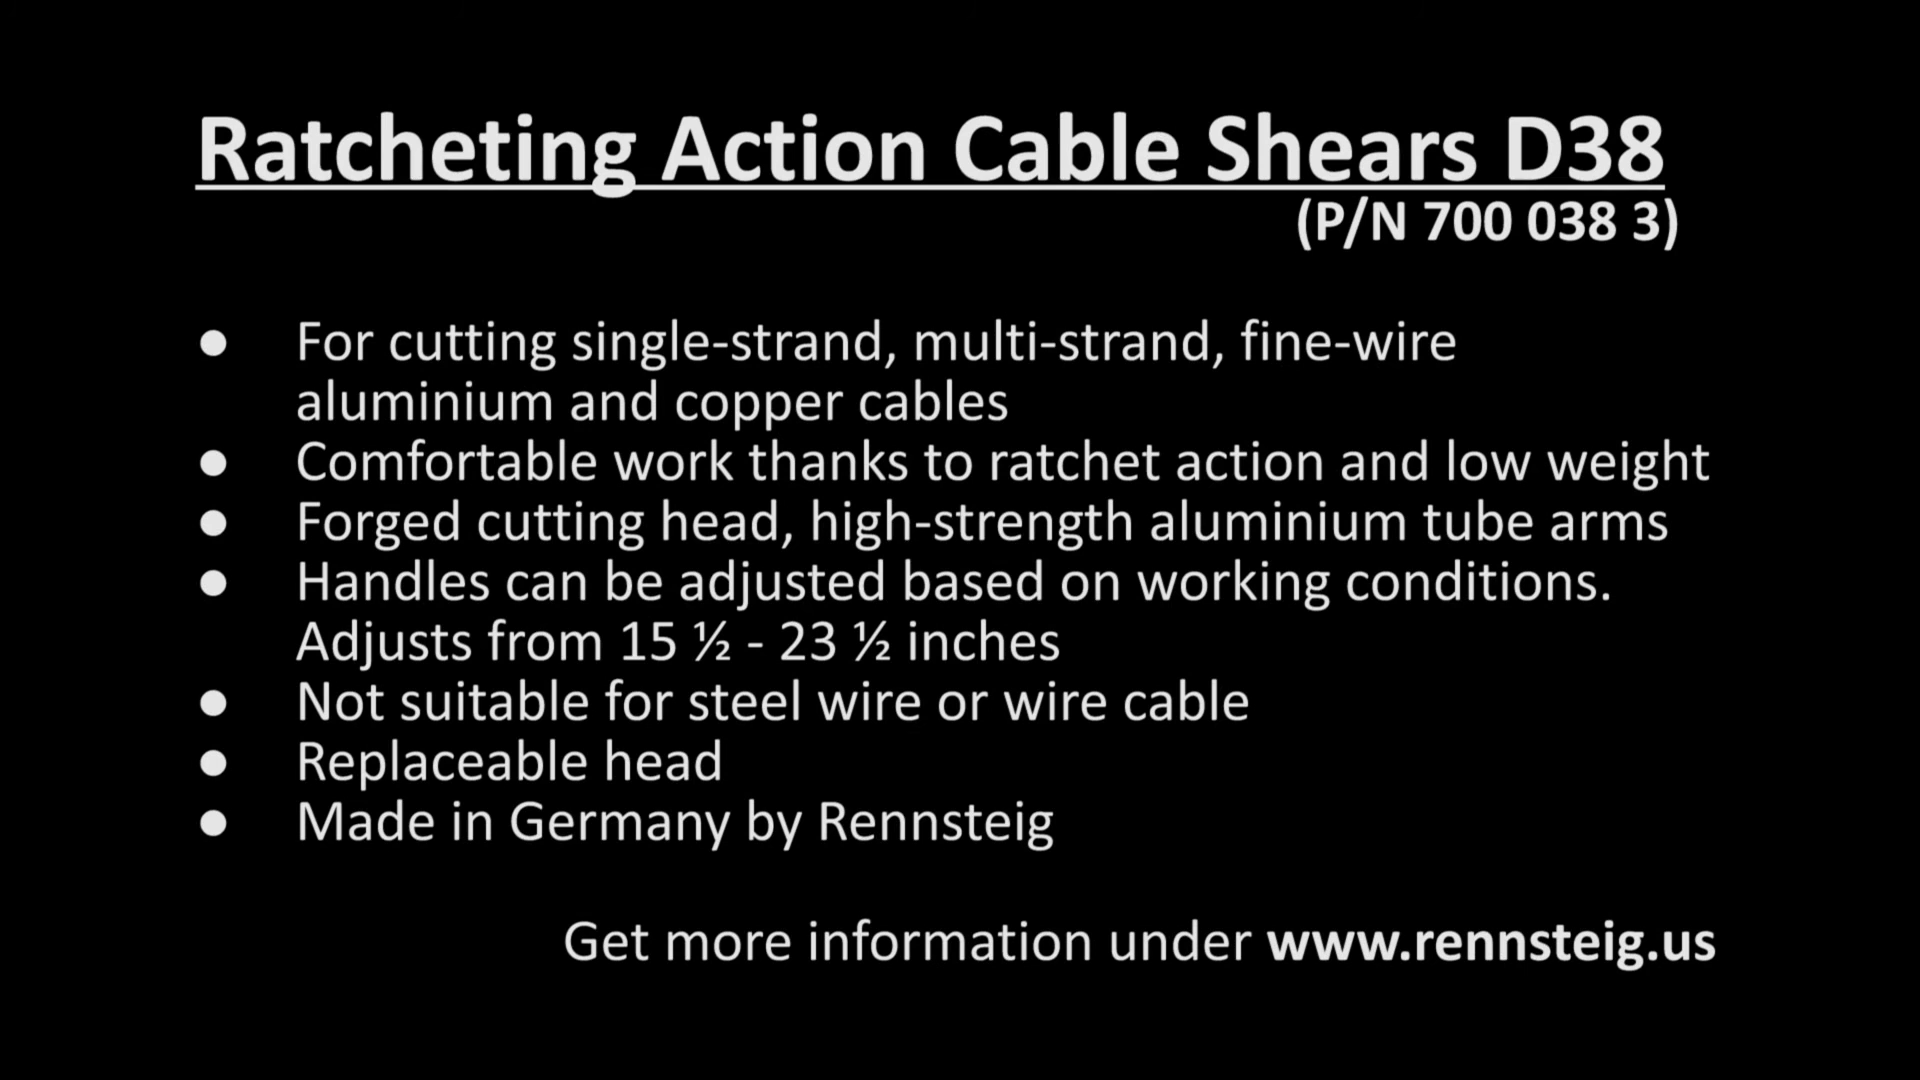 Ratcheting Action Cable Shears D38
(P/N 700 038 3)
● For cutting single-strand, multi-strand, fine-wire
aluminium and copper cables
● Comfortable work thanks to ratchet action and low weight
● Forged cutting head, high-strength aluminium tube arms
● Handles can be adjusted based on working conditions.
Adjusts from 15 ½ - 23 ½ inches
● Not suitable for steel wire or wire cable
● Replaceable head
● Made in Germany by Rennsteig
Get more information under www.rennsteig.us